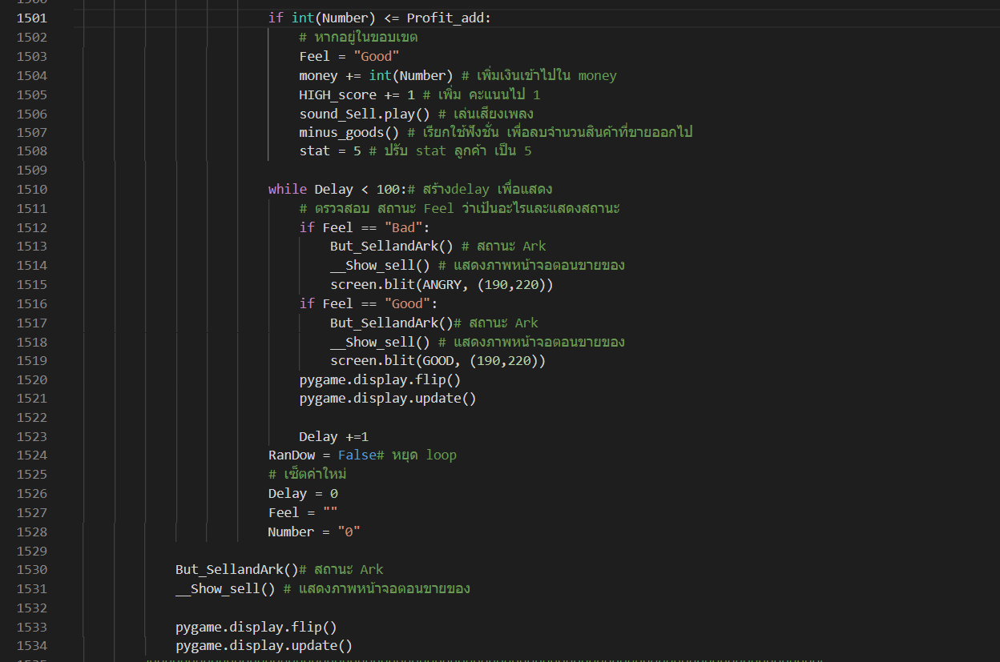 1501 if int(Number) <= Profit_add:
1502 # หากอยู่ในขอบเขต
1503 Feel = "Good"
1504 money += int(Number) # เพิ่มเงินเข้าไปใน money
1505 HIGH_score += 1 # เพิ่ม คะแนนไป 1
1506 sound_Sell.play() # เล่นเสียงเพลง
1507 minus_goods() # เรียกใช้ฟังชั่น เพื่อลบจำนวนสินค้าที่ขายออกไป
1508 stat = 5 # ปรับ stat ลูกค้า เป็น 5
1509
1510 while Delay < 100:# สร้างdelay เพื่อแสดง
1511 # ตรวจสอบ สถานะ Feel ว่าเป้นอะไรและแสดงสถานะ
1512 if Feel == "Bad":
1513 But_SellandArk() # สถานะ Ark
1514 __Show_sell() # แสดงภาพหน้าจอตอนขายของ
1515 screen.blit(ANGRY, (190,220))
1516 if Feel == "Good":
1517 But_SellandArk()# สถานะ Ark
1518 __Show_sell() # แสดงภาพหน้าจอตอนขายของ
1519 screen.blit(GOOD, (190,220))
1520 pygame.display.flip()
1521 pygame.display.update()
1522
1523 Delay +=1
1524 RanDow = False# หยุด loop
1525 # เซ็ตค่าใหม่
1526 Delay = 0
1527 Feel = ""
1528 Number = "0"
1529
1530 But_SellandArk()# สถานะ Ark
1531 __Show_sell() # แสดงภาพหน้าจอตอนขายของ
1532
1533 pygame.display.flip()
1534 pygame.display.update()